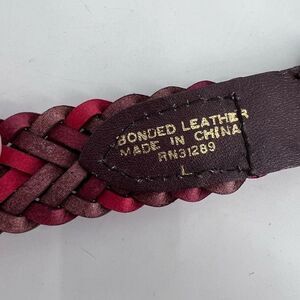 BONDED LEATHER
MADE IN CHINA
RN31289
L